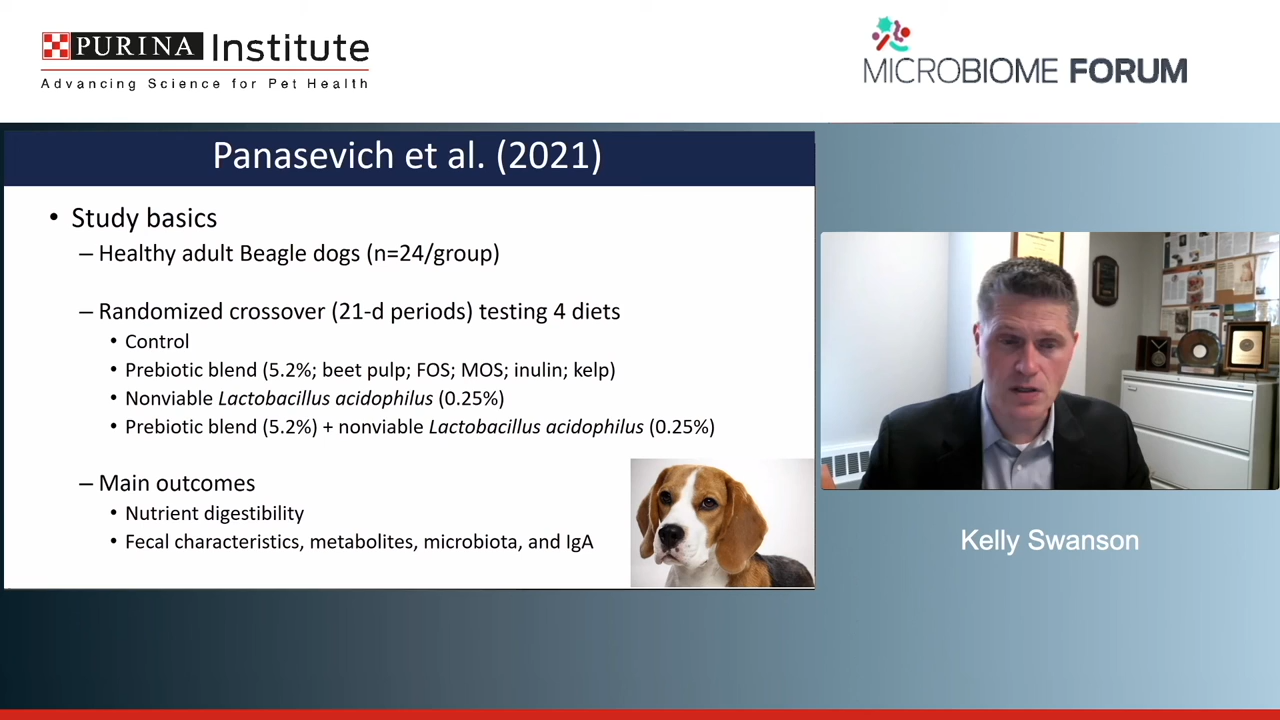 PURINA Institute
Advancing Science for Pet Health
MICROBIOME FORUM
Panasevich et al. (2021)
• Study basics
– Healthy adult Beagle dogs (n=24/group)
– Randomized crossover (21-d periods) testing 4 diets
• Control
• Prebiotic blend (5.2%; beet pulp; FOS; MOS; inulin; kelp)
• Nonviable Lactobacillus acidophilus (0.25%)
• Prebiotic blend (5.2%) + nonviable Lactobacillus acidophilus (0.25%)
– Main outcomes
• Nutrient digestibility
• Fecal characteristics, metabolites, microbiota, and IgA
Kelly Swanson